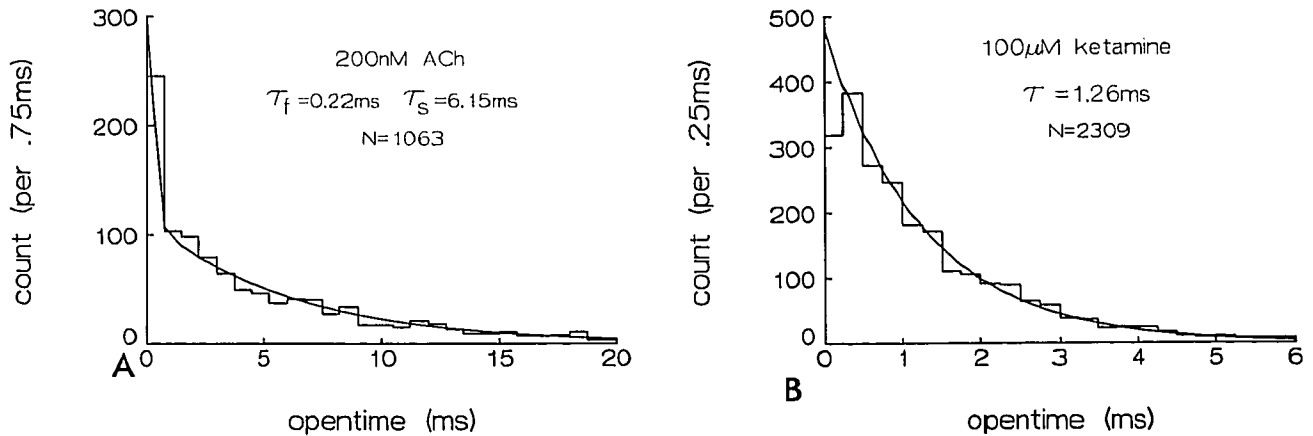 300
200
100
0
count (per .75ms)
200nM ACh
τf =0.22ms τs =6.15ms
N=1063
0 5 10 15 20
A
opentime (ms)
500
400
300
200
100
0
count (per .25ms)
100μM ketamine
τ =1.26ms
N=2309
0 1 2 3 4 5 6
B
opentime (ms)